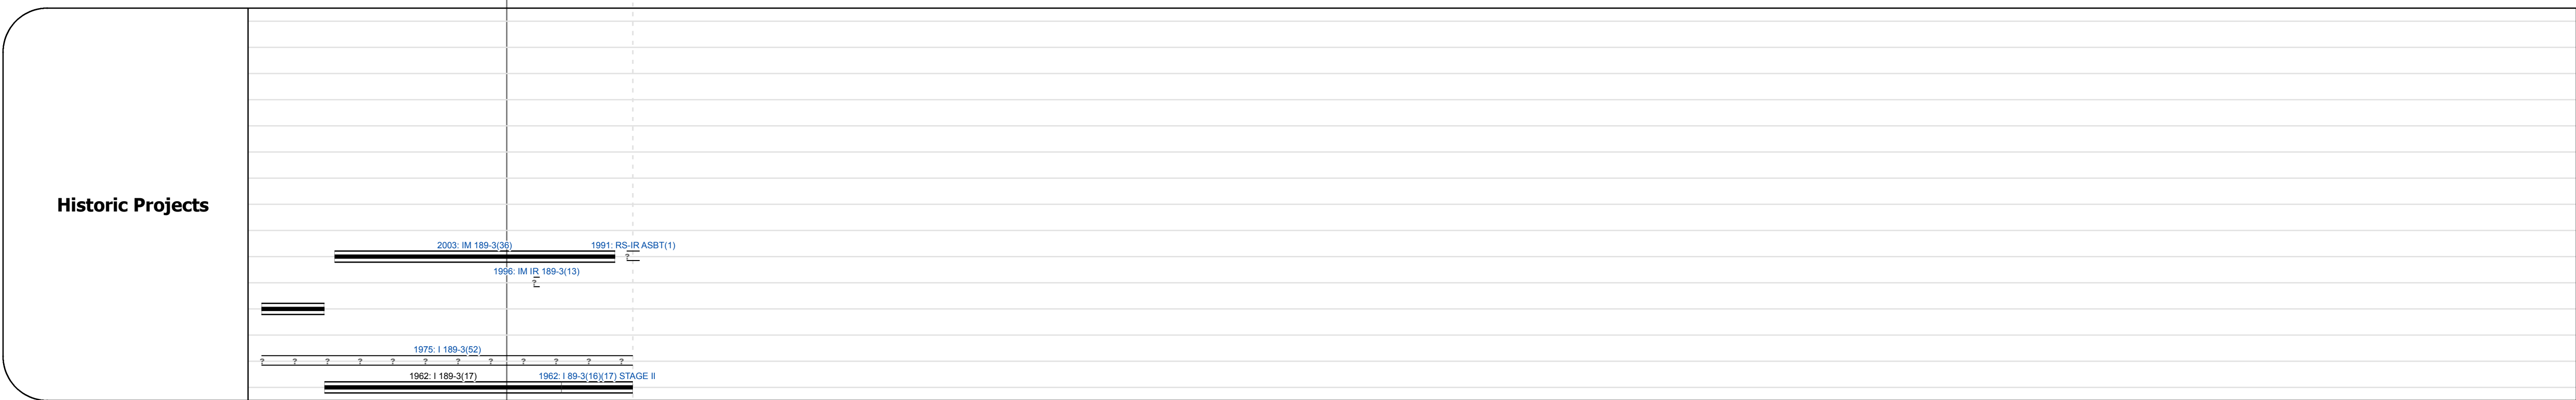 Historic Projects
2003: IM 189-3(36)
1991: RS-IR ASBT(1)
?
1996: IM IR 189-3(13)
?
1975: I 189-3(52)
? ? ? ? ? ? ? ? ? ? ? ?
1962: I 189-3(17)
1962: I 89-3(16)(17) STAGE II